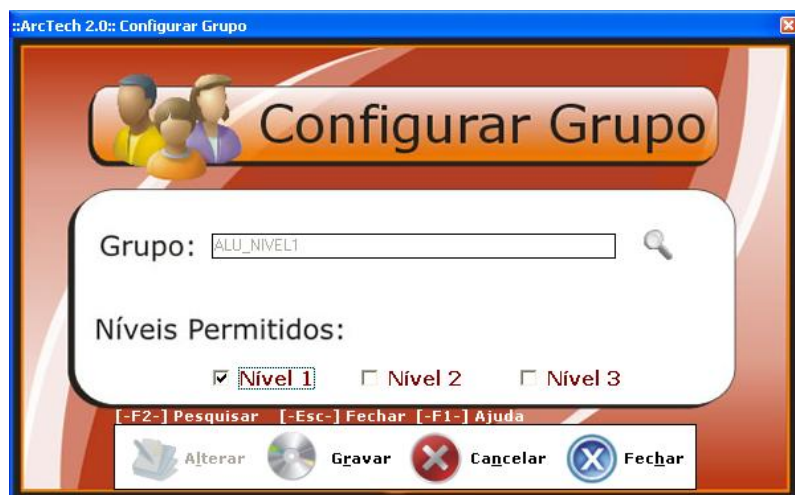 ::ArcTech 2.0:: Configurar Grupo
Configurar Grupo
Grupo: ALU_NIVEL1
Níveis Permitidos:
Nível 1 Nível 2 Nível 3
[-F2-] Pesquisar [-Esc-] Fechar [-F1-] Ajuda
Alterar Gravar Cancelar Fechar